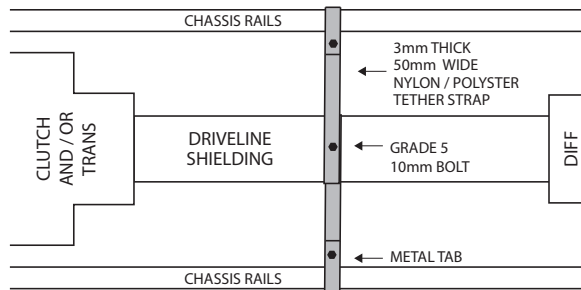 CHASSIS RAILS
3mm THICK
50mm WIDE
NYLON / POLYSTER
TETHER STRAP
CLUTCH
AND / OR
TRANS
DRIVELINE
SHIELDING
GRADE 5
10mm BOLT
DIFF
METAL TAB
CHASSIS RAILS